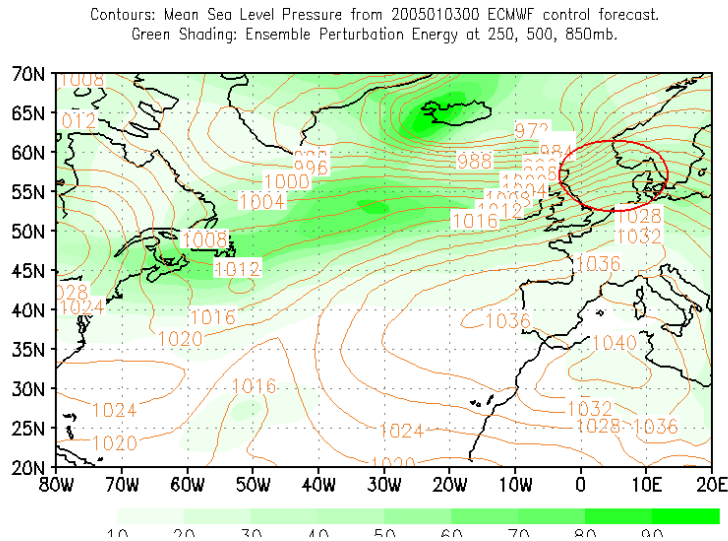 Contours: Mean Sea Level Pressure from 2005010300 ECMWF control forecast.
Green Shading: Ensemble Perturbation Energy at 250, 500, 850mb.
70N
1008
65N
1012
972
60N
984
988
996
1000
55N
1004
1012
1028
1016
50N
1008
1032
45N
1012
1036
1024
40N
1016
1036
1020
35N
1040
30N
1016
1024
1032
1036
25N
1024
1028
1020
20N
1020
80W 70W 60W 50W 40W 30W 20W 10W 0 10E 20E
10 20 30 40 50 60 70 80 90